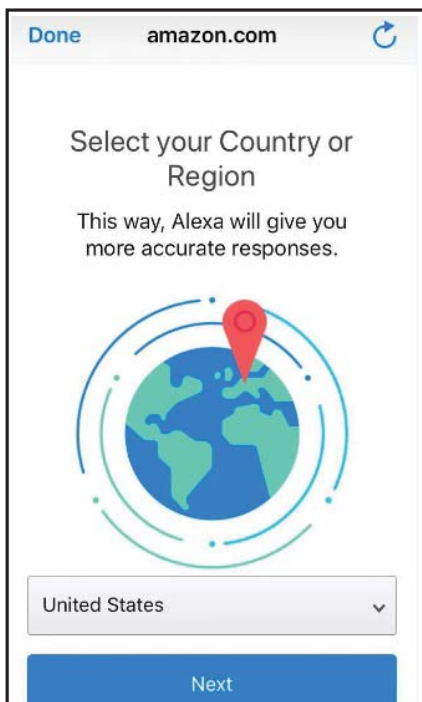 Done amazon.com
Select your Country or
Region
This way, Alexa will give you
more accurate responses.
United States
Next